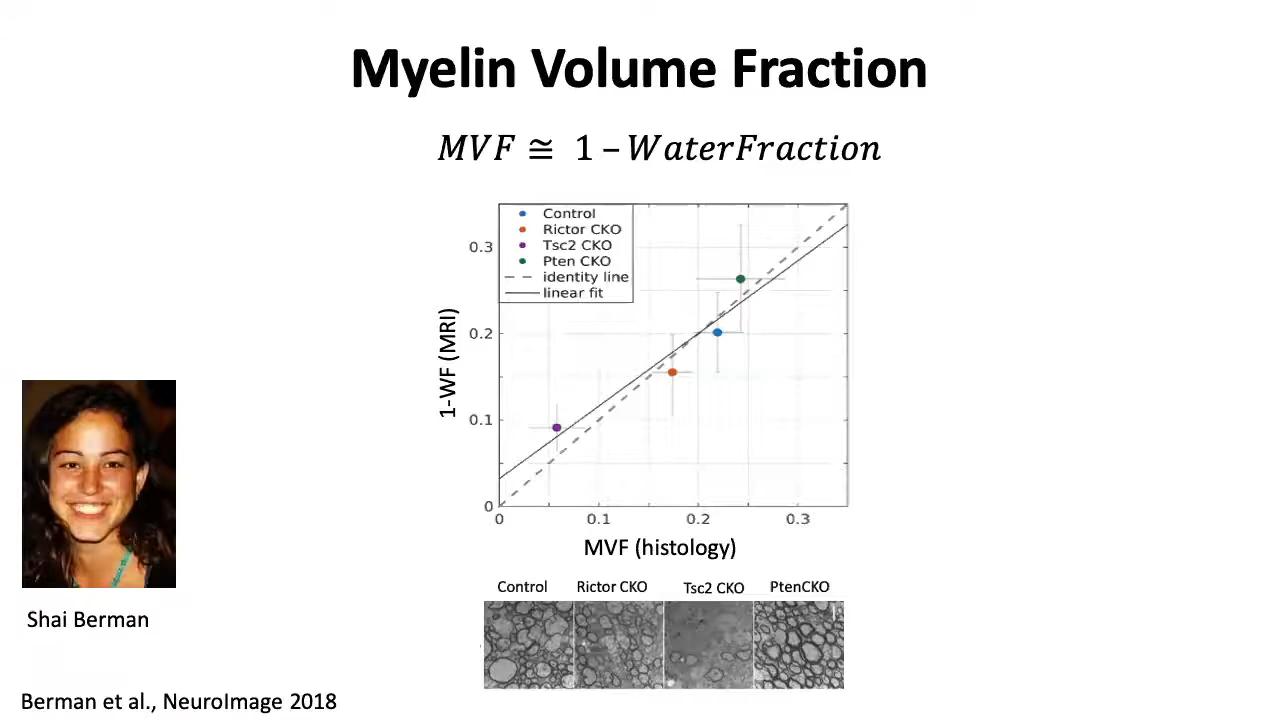 Myelin Volume Fraction
MVF ≅ 1 – WaterFraction
Control
Rictor CKO
Tsc2 CKO
Pten CKO
identity line
linear fit
0.3
0.2
0.1
0
1-WF (MRI)
0 0.1 0.2 0.3
MVF (histology)
Control Rictor CKO Tsc2 CKO PtenCKO
Shai Berman
Berman et al., NeuroImage 2018